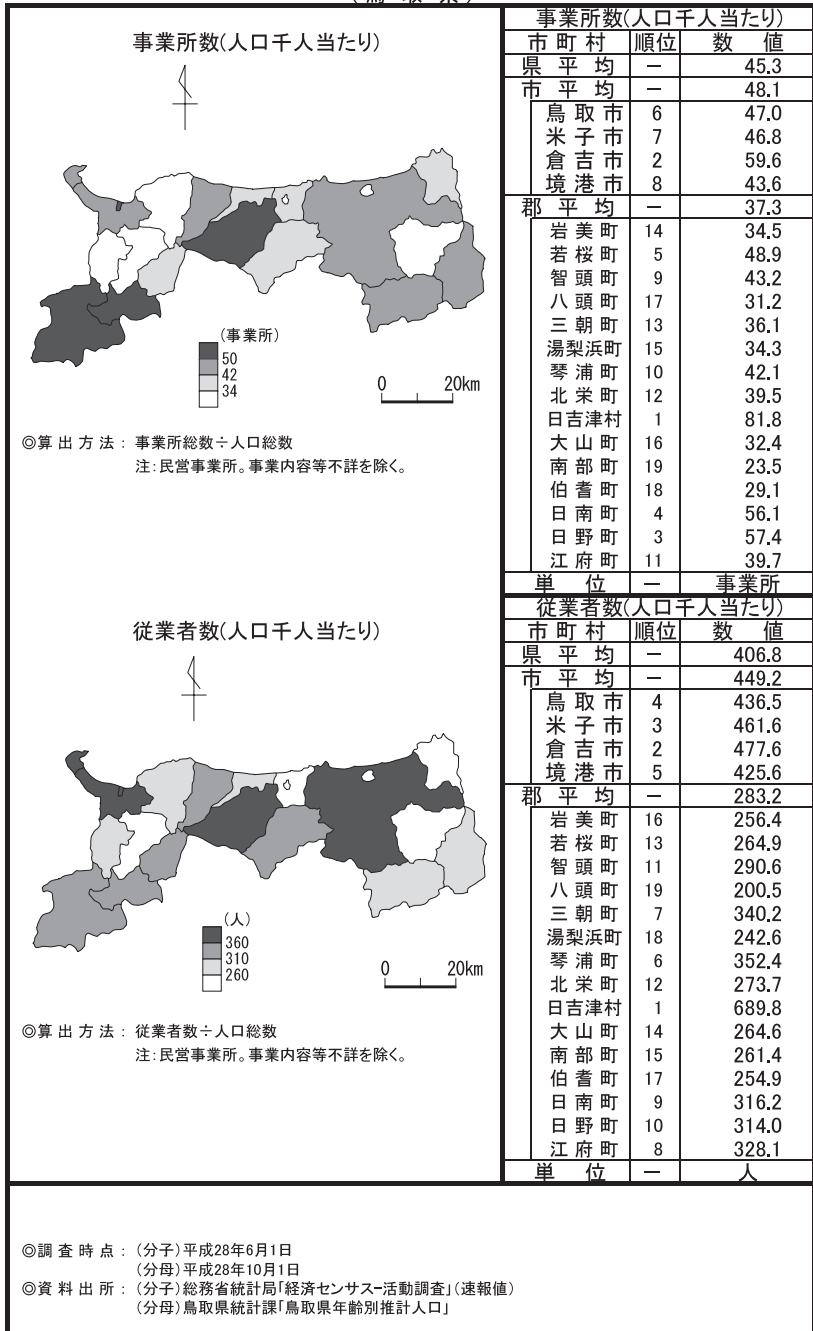 事業所数(人口千人当たり)
(事業所)
50
42
34
0 20km
◎算出方法：事業所総数÷人口総数
注：民営事業所。事業内容等不詳を除く。
事業所数(人口千人当たり)
市町村 順位 数値
県平均 － 45.3
市平均 － 48.1
鳥取市 6 47.0
米子市 7 46.8
倉吉市 2 59.6
境港市 8 43.6
郡平均 － 37.3
岩美町 14 34.5
若桜町 5 48.9
智頭町 9 43.2
八頭町 17 31.2
三朝町 13 36.1
湯梨浜町 15 34.3
琴浦町 10 42.1
北栄町 12 39.5
日吉津村 1 81.8
大山町 16 32.4
南部町 19 23.5
伯耆町 18 29.1
日南町 4 56.1
日野町 3 57.4
江府町 11 39.7
単位 － 事業所
従業者数(人口千人当たり)
(人)
360
310
260
0 20km
◎算出方法：従業者数÷人口総数
注：民営事業所。事業内容等不詳を除く。
従業者数(人口千人当たり)
市町村 順位 数値
県平均 － 406.8
市平均 － 449.2
鳥取市 4 436.5
米子市 3 461.6
倉吉市 2 477.6
境港市 5 425.6
郡平均 － 283.2
岩美町 16 256.4
若桜町 13 264.9
智頭町 11 290.6
八頭町 19 200.5
三朝町 7 340.2
湯梨浜町 18 242.6
琴浦町 6 352.4
北栄町 12 273.7
日吉津村 1 689.8
大山町 14 264.6
南部町 15 261.4
伯耆町 17 254.9
日南町 9 316.2
日野町 10 314.0
江府町 8 328.1
単位 － 人
◎調査時点：(分子)平成28年6月1日
(分母)平成28年10月1日
◎資料出所：(分子)総務省統計局「経済センサス-活動調査」(速報値)
(分母)鳥取県統計課「鳥取県年齢別推計人口」